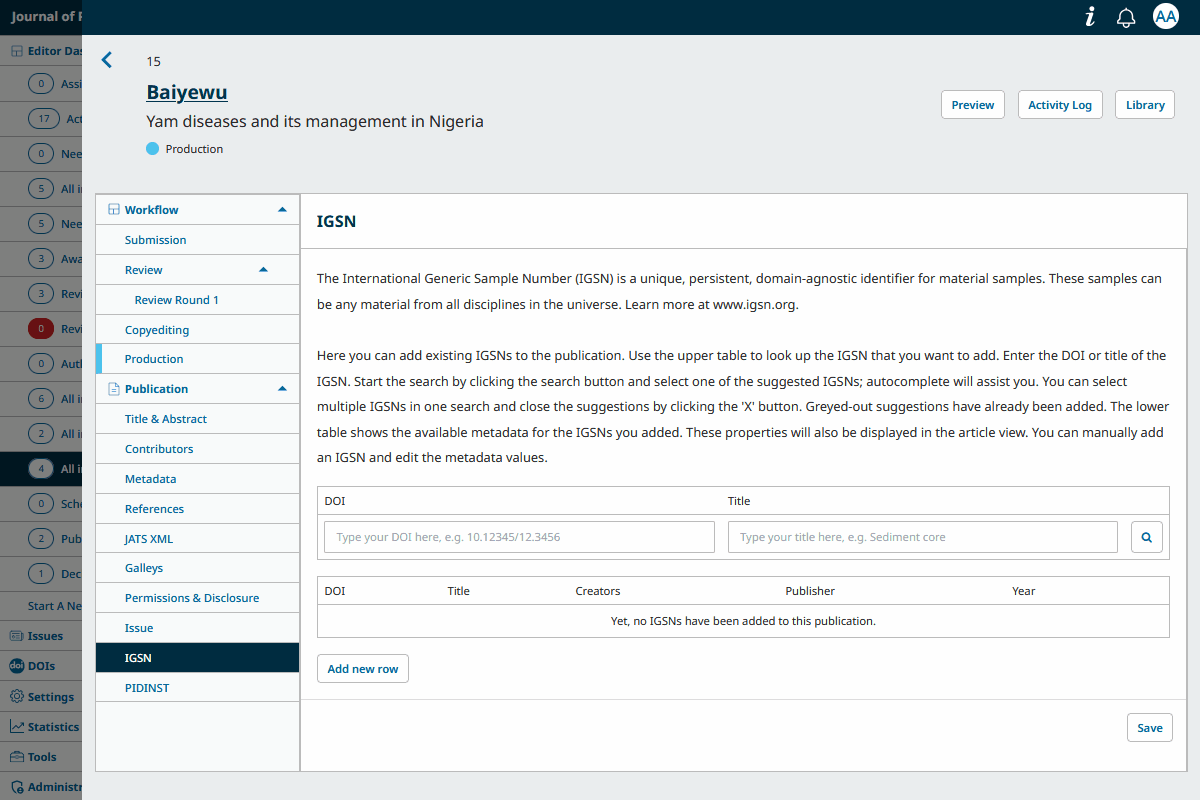 Journal of
AA
Editor Das
0 Assi
17 Act
0 Nee
5 All i
5 Nee
3 Awa
3 Revi
0 Revi
0 Auth
6 All i
2 All i
4 All i
0 Sche
2 Pub
1 Dec
Start A Ne
Issues
doi DOIs
Settings
Statistics
Tools
Administr
15
Baiyewu
Yam diseases and its management in Nigeria
Production
Preview
Activity Log
Library
Workflow
Submission
Review
Review Round 1
Copyediting
Production
Publication
Title & Abstract
Contributors
Metadata
References
JATS XML
Galleys
Permissions & Disclosure
Issue
IGSN
PIDINST
IGSN
The International Generic Sample Number (IGSN) is a unique, persistent, domain-agnostic identifier for material samples. These samples can
be any material from all disciplines in the universe. Learn more at www.igsn.org.
Here you can add existing IGSNs to the publication. Use the upper table to look up the IGSN that you want to add. Enter the DOI or title of the
IGSN. Start the search by clicking the search button and select one of the suggested IGSNs; autocomplete will assist you. You can select
multiple IGSNs in one search and close the suggestions by clicking the 'X' button. Greyed-out suggestions have already been added. The lower
table shows the available metadata for the IGSNs you added. These properties will also be displayed in the article view. You can manually add
an IGSN and edit the metadata values.
DOI Title
Type your DOI here, e.g. 10.12345/12.3456 Type your title here, e.g. Sediment core
DOI Title Creators Publisher Year
Yet, no IGSNs have been added to this publication.
Add new row
Save